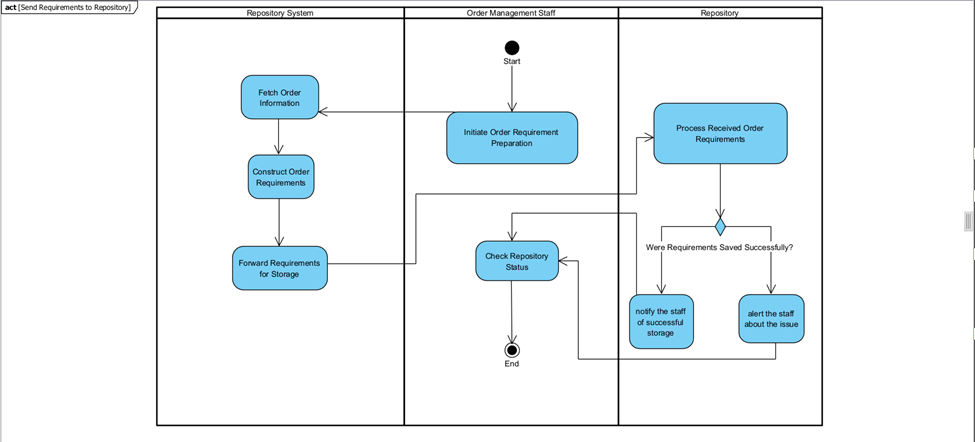 act [Send Requirements to Repository]
Repository System
Order Management Staff
Repository
Start
Fetch Order
Information
Initiate Order Requirement
Preparation
Process Received Order
Requirements
Construct Order
Requirements
Were Requirements Saved Successfully?
Forward Requirements
for Storage
Check Repository
Status
notify the staff
of successful
storage
alert the staff
about the issue
End